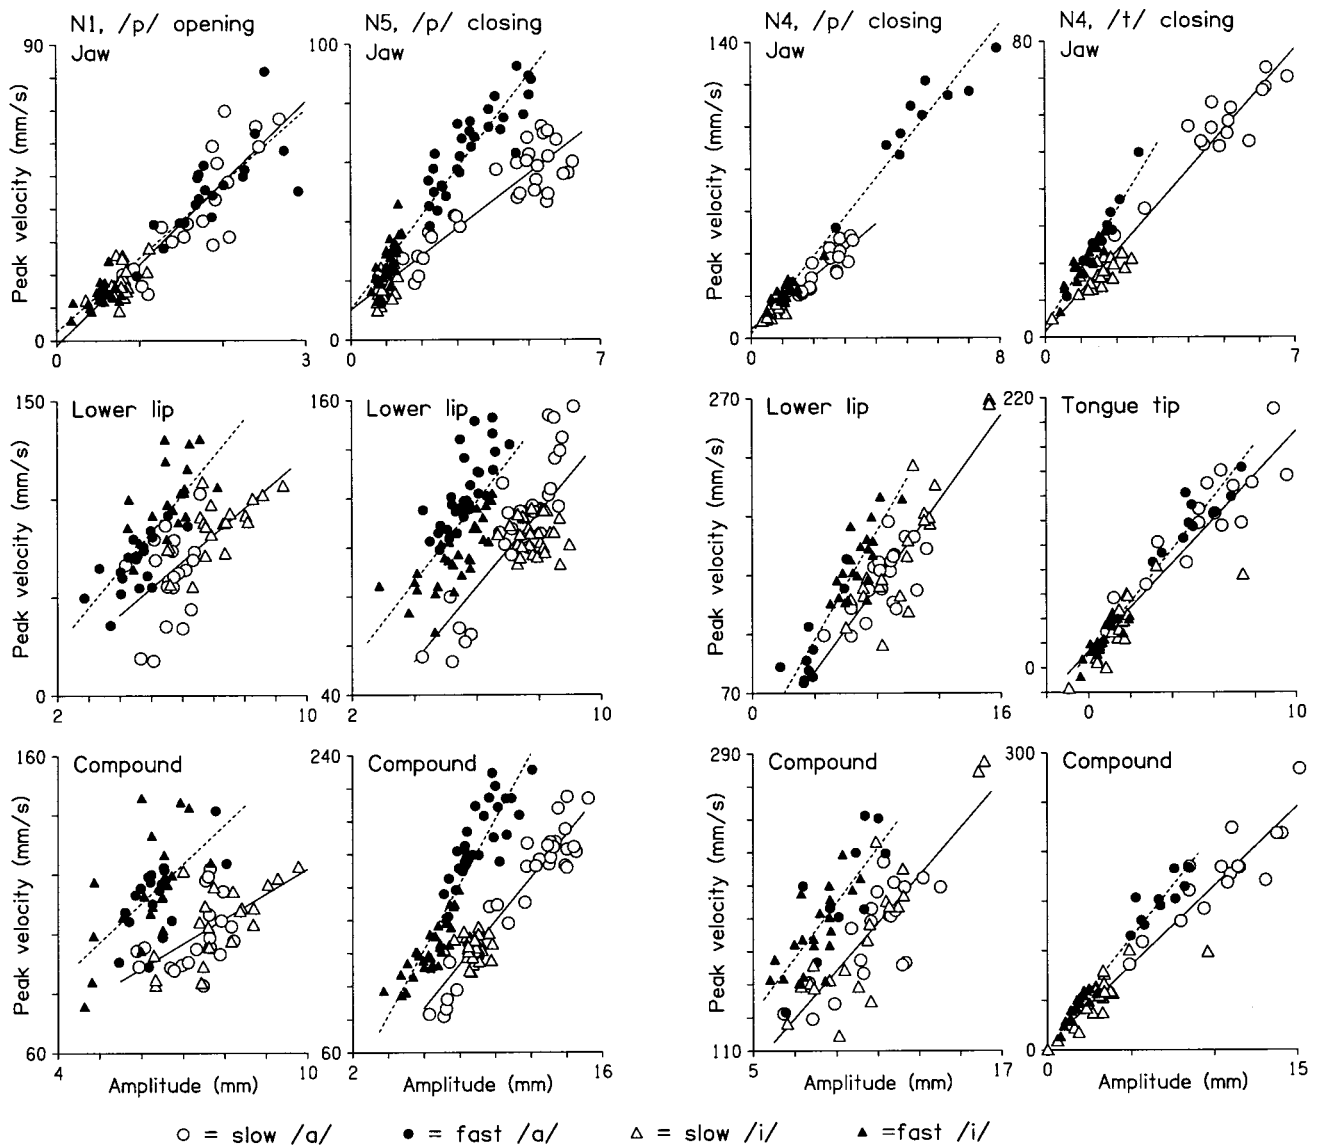 N1, /p/ opening
N5, /p/ closing
N4, /p/ closing
N4, /t/ closing
Jaw
Jaw
Jaw
Jaw
Peak velocity (mm/s)
Peak velocity (mm/s)
90
0
0
3
100
0
0
7
140
0
0
8
80
0
0
7
Lower lip
Lower lip
Lower lip
Tongue tip
Peak velocity (mm/s)
Peak velocity (mm/s)
150
0
2
10
160
40
2
10
270
70
0
16
220
0
0
10
Compound
Compound
Compound
Compound
Peak velocity (mm/s)
Peak velocity (mm/s)
160
60
4
10
240
60
2
16
290
110
5
17
300
0
0
15
Amplitude (mm)
Amplitude (mm)
Amplitude (mm)
Amplitude (mm)
= slow /a/
= fast /a/
= slow /i/
=fast /i/